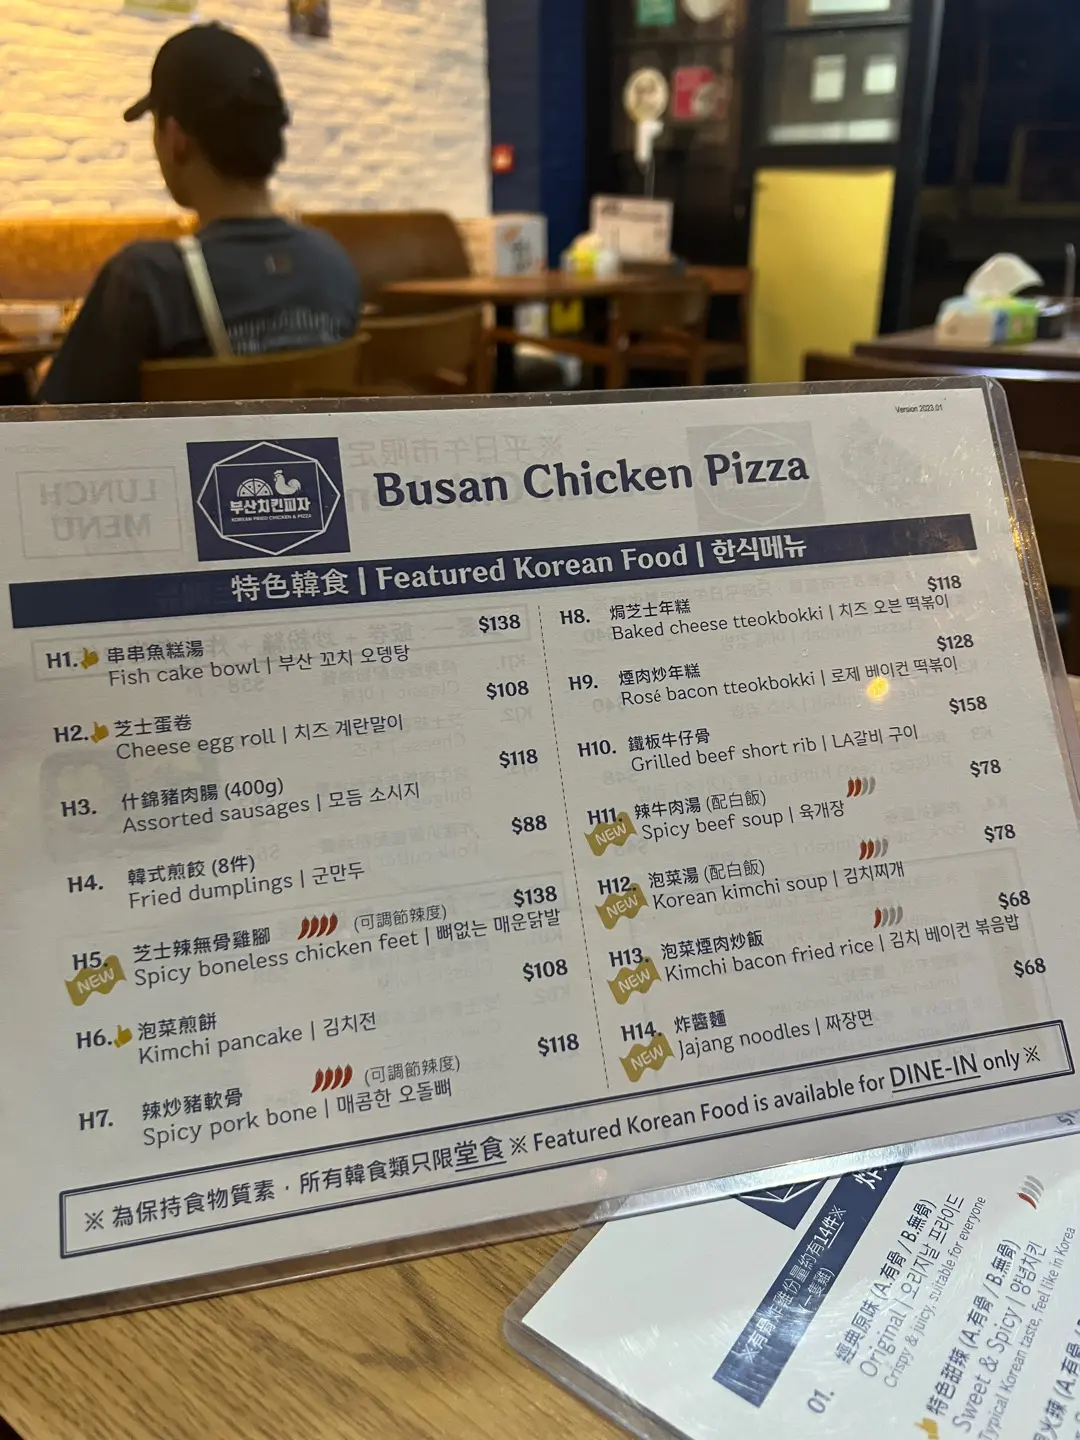 Version 2023.01
부산치킨피자
KOREAN FRIED CHICKEN & PIZZA
Busan Chicken Pizza
特色韓食 | Featured Korean Food | 한식메뉴
H1. 串串魚糕湯 $138
Fish cake bowl | 부산 꼬치 오뎅탕
H2. 芝士蛋卷 $108
Cheese egg roll | 치즈 계란말이
H3. 什錦豬肉腸 (400g) $118
Assorted sausages | 모듬 소시지
H4. 韓式煎餃 (8件) $88
Fried dumplings | 군만두
H5. 芝士辣無骨雞腳 (可調節辣度) $138
NEW Spicy boneless chicken feet | 뼈없는 매운닭발
H6. 泡菜煎餅 $108
Kimchi pancake | 김치전
H7. 辣炒豬軟骨 (可調節辣度) $118
Spicy pork bone | 매콤한 오돌뼈
H8. 焗芝士年糕 $118
Baked cheese tteokbokki | 치즈 오븐 떡볶이
H9. 煙肉炒年糕 $128
Rosé bacon tteokbokki | 로제 베이컨 떡볶이
H10. 鐵板牛仔骨 $158
Grilled beef short rib | LA갈비 구이
H11. 辣牛肉湯 (配白飯) $78
NEW Spicy beef soup | 육개장
H12. 泡菜湯 (配白飯) $78
NEW Korean kimchi soup | 김치찌개
H13. 泡菜煙肉炒飯 $68
NEW Kimchi bacon fried rice | 김치 베이컨 볶음밥
H14. 炸醬麵 $68
NEW Jajang noodles | 짜장면
※ 為保持食物質素，所有韓食類只限堂食 ※ Featured Korean Food is available for DINE-IN only ※
※有骨炸雞份量約有14件※
(一隻雞)
01. 經典原味 (A.有骨 / B.無骨)
Original | 오리지날 프라이드
Crispy & juicy, suitable for everyone
特色甜辣 (A.有骨 / B.無骨)
Sweet & Spicy | 양념치킨
Typical Korean taste, feel like in Korea